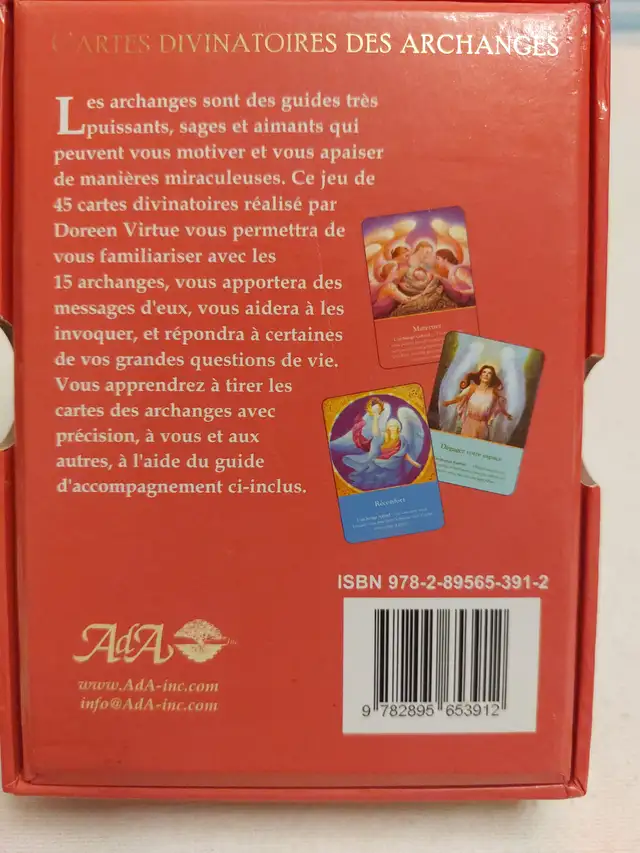 CARTES DIVINATOIRES DES ARCHANGES
Les archanges sont des guides très
puissants, sages et aimants qui
peuvent vous motiver et vous apaiser
de manières miraculeuses. Ce jeu de
45 cartes divinatoires réalisé par
Doreen Virtue vous permettra de
vous familiariser avec les
15 archanges, vous apportera des
messages d'eux, vous aidera à les
invoquer, et répondra à certaines
de vos grandes questions de vie.
Vous apprendrez à tirer les
cartes des archanges avec
précision, à vous et aux
autres, à l'aide du guide
d'accompagnement ci-inclus.
Maternité
Dégagez votre espace
Réconfort
ISBN 978-2-89565-391-2
9 782895 653912
AdA
www.AdA-inc.com
info@AdA-inc.com